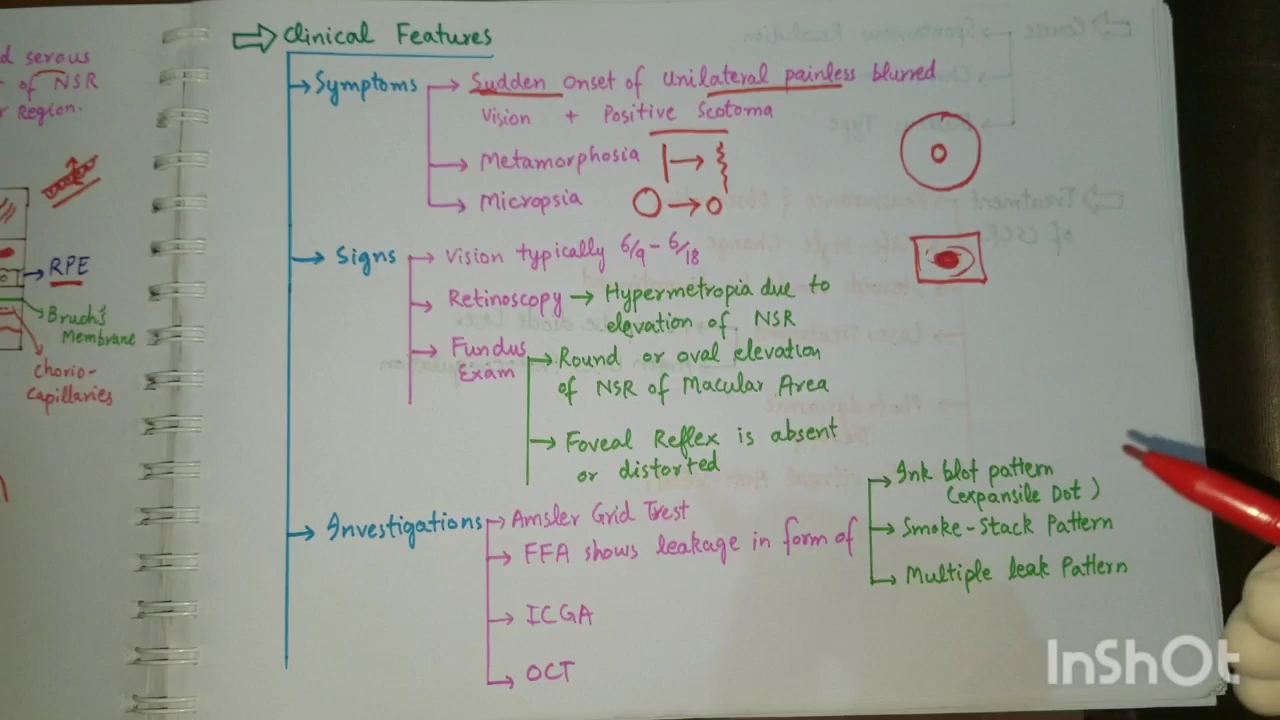 d serous
of NSR
Region.
RPE
Bruch's
Membrane
Chorio-
Capillaries
Clinical Features
Symptoms
Sudden onset of unilateral painless blurred
Vision + Positive Scotoma
Metamorphosia
Micropsia
Signs
Vision typically 6/9 - 6/18
Retinoscopy → Hypermetropia due to
elevation of NSR
Fundus
Exam
Round or oval elevation
of NSR of Macular Area
Foveal Reflex is absent
or distorted
Investigations
Amsler Grid Trest
FFA shows leakage in form of
Ink blot pattern
(expansile Dot)
Smoke-Stack Pattern
Multiple leak Pattern
ICGA
OCT
InShOt